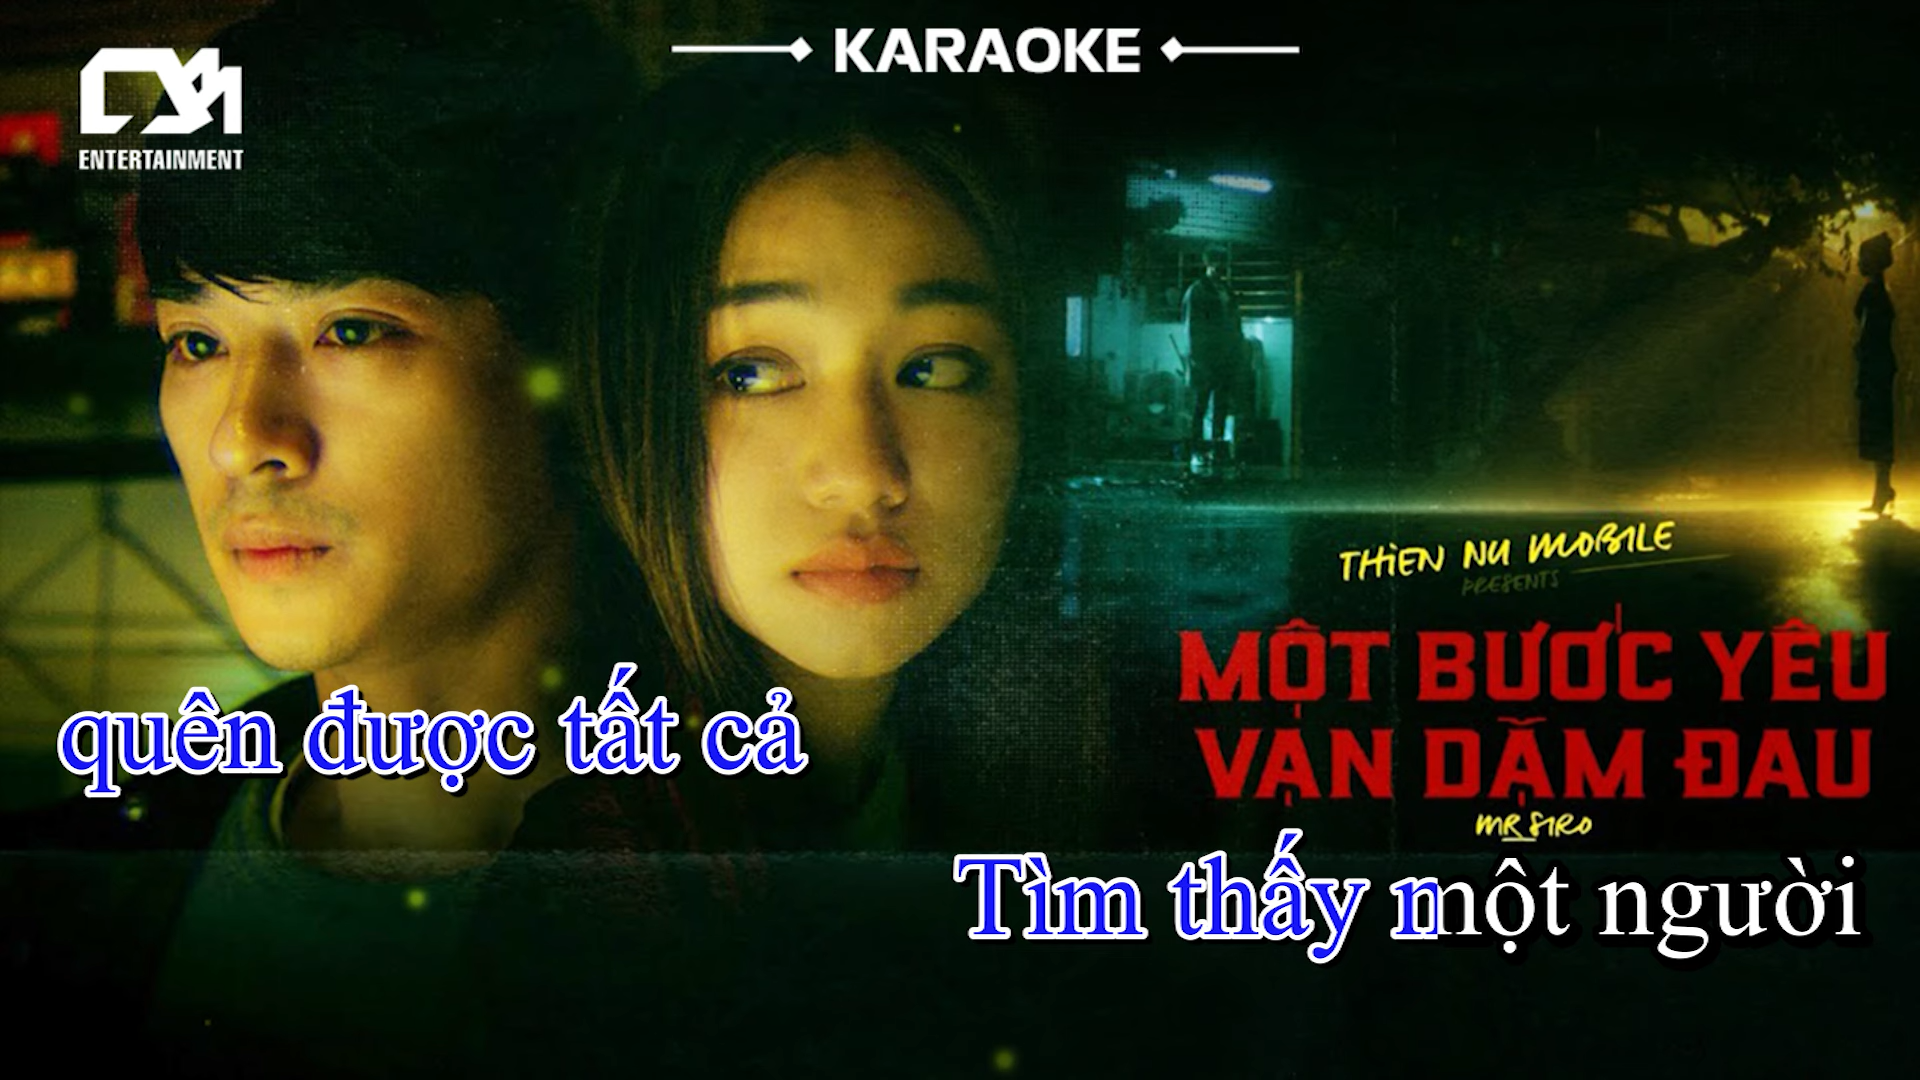 KARAOKE
ENTERTAINMENT
THIEN NU MOBILE
PRESENTS
MỘT BƯỚC YÊU
VẠN DẶM ĐAU
MR SIRO
quên được tất cả
Tìm thấy một người